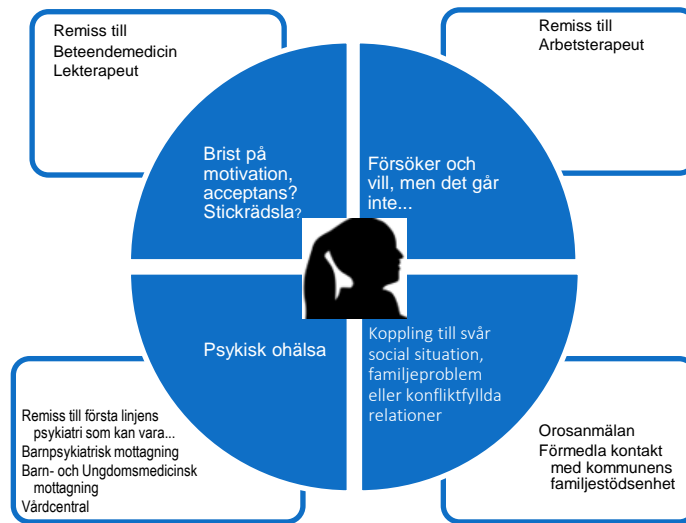 Remiss till
Beteendemedicin
Lekterapeut
Remiss till
Arbetsterapeut
Brist på
motivation,
acceptans?
Stickrädsla?
Försöker och
vill, men det går
inte...
Psykisk ohälsa
Koppling till svår
social situation,
familjeproblem
eller konfliktfyllda
relationer
Remiss till första linjens
psykiatri som kan vara...
Barnpsykiatrisk mottagning
Barn- och Ungdomsmedicinsk
mottagning
Vårdcentral
Orosanmälan
Förmedla kontakt
med kommunens
familjestödsenhet